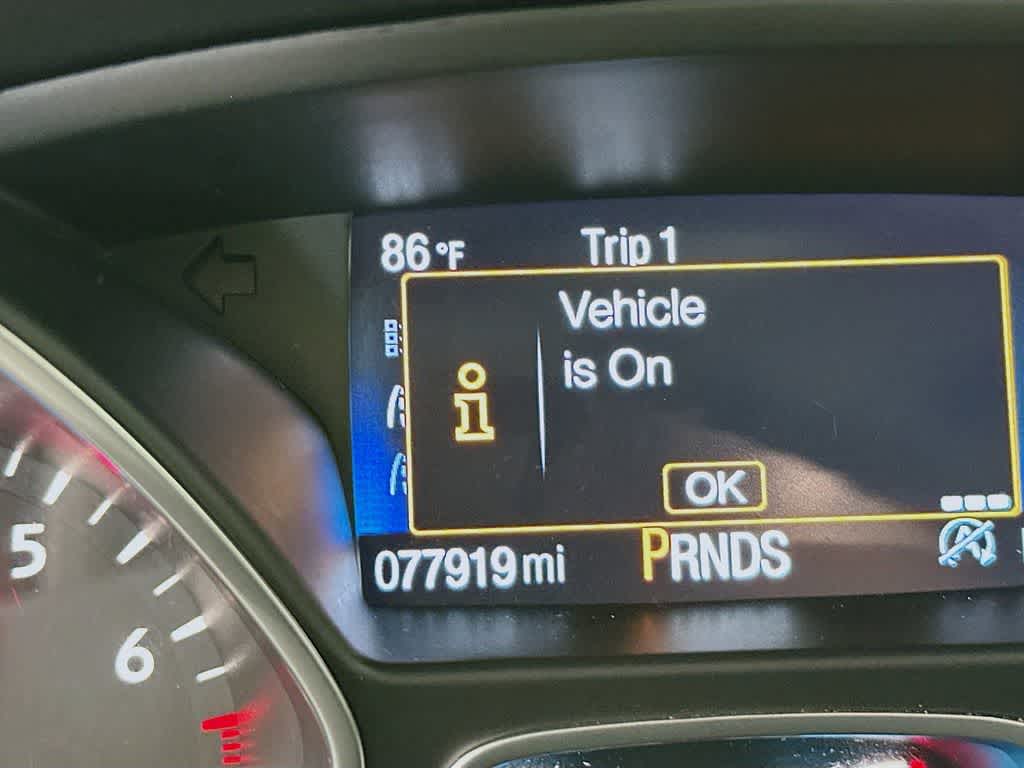 86 °F Trip 1
Vehicle
is On
OK
077919 mi PRNDS
5
6